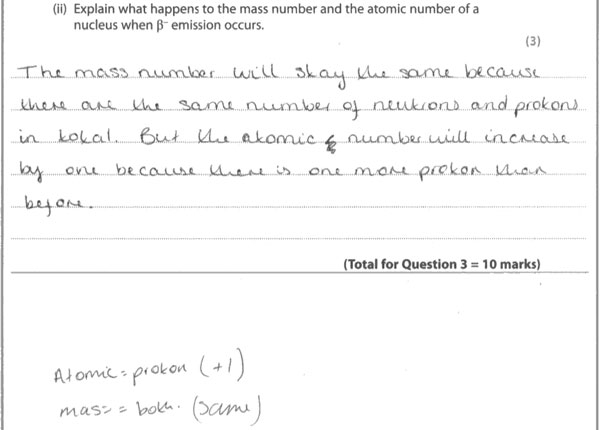 (ii) Explain what happens to the mass number and the atomic number of a
nucleus when β⁻ emission occurs.
(3)
The mass number will stay the same because
there are the same number of neutrons and protons
in total. But the atomic number will increase
by one because there is one more proton than
before.
(Total for Question 3 = 10 marks)
Atomic = proton (+1)
mass = both. (same)